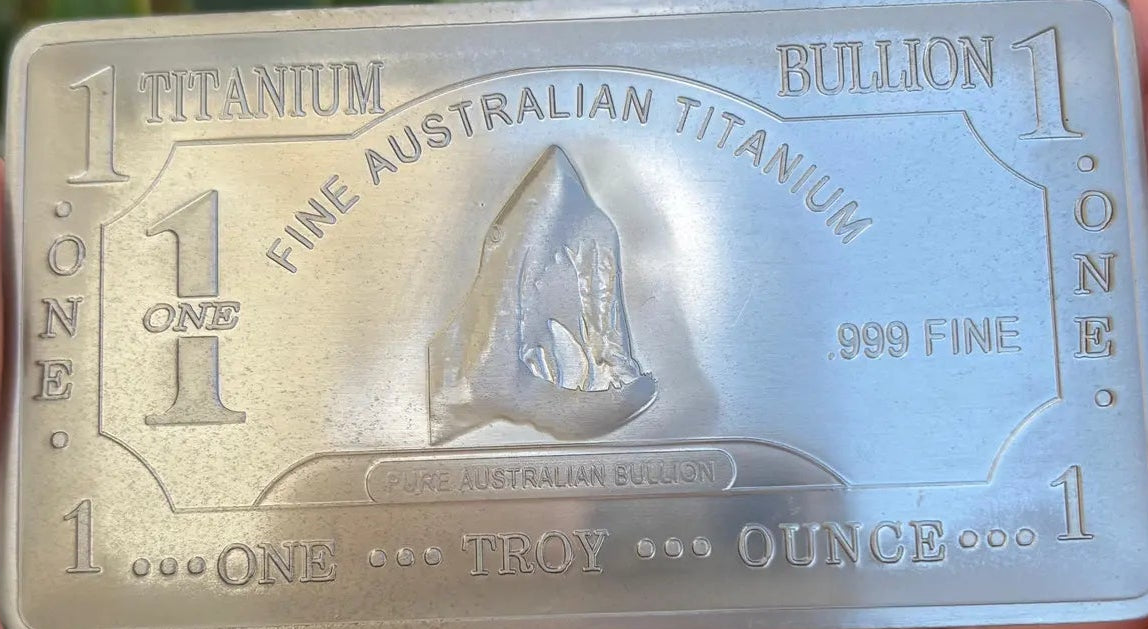 1 TITANIUM BULLION 1
FINE AUSTRALIAN TITANIUM
.ONE.
1
ONE
.999 FINE
.ONE.
PURE AUSTRALIAN BULLION
1 ...ONE ...TROY ...OUNCE... 1